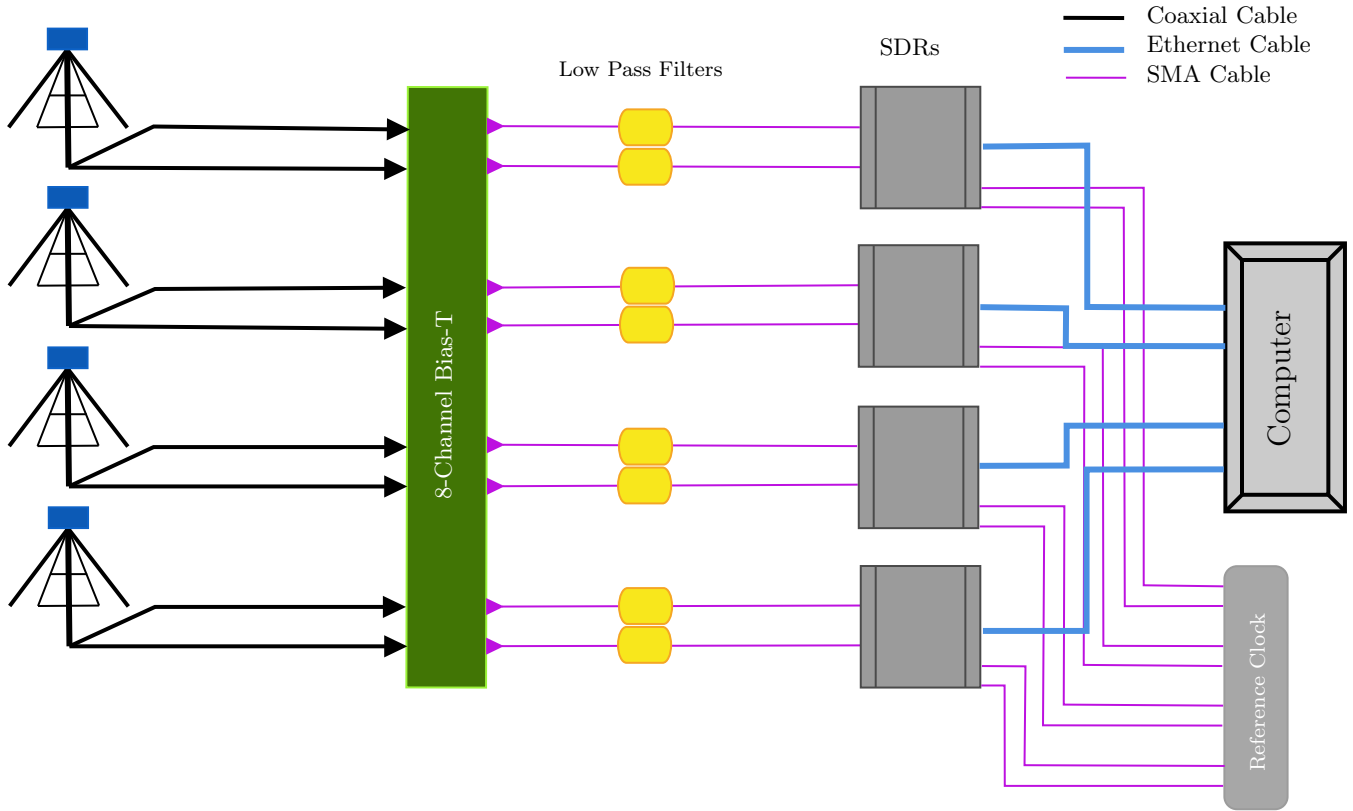 Coaxial Cable
SDRs
Ethernet Cable
Low Pass Filters
SMA Cable
8-Channel Bias-T
Computer
Reference Clock